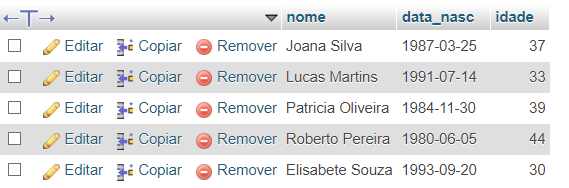 nome data_nasc idade
Editar Copiar Remover Joana Silva 1987-03-25 37
Editar Copiar Remover Lucas Martins 1991-07-14 33
Editar Copiar Remover Patricia Oliveira 1984-11-30 39
Editar Copiar Remover Roberto Pereira 1980-06-05 44
Editar Copiar Remover Elisabete Souza 1993-09-20 30